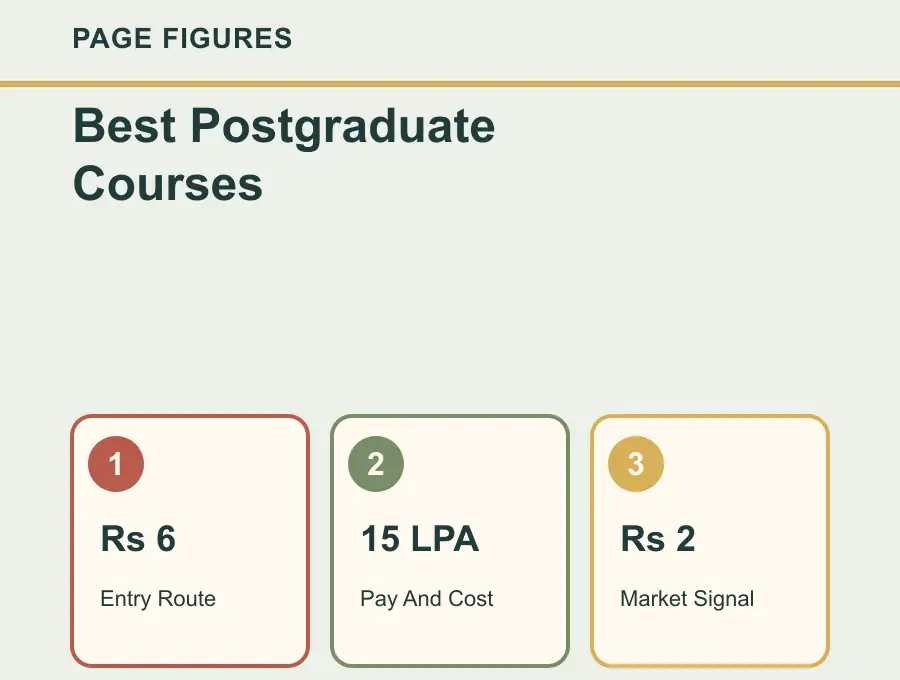 PAGE FIGURES
Best Postgraduate
Courses
1
2
3
Rs 6
15 LPA
Rs 2
Entry Route
Pay And Cost
Market Signal